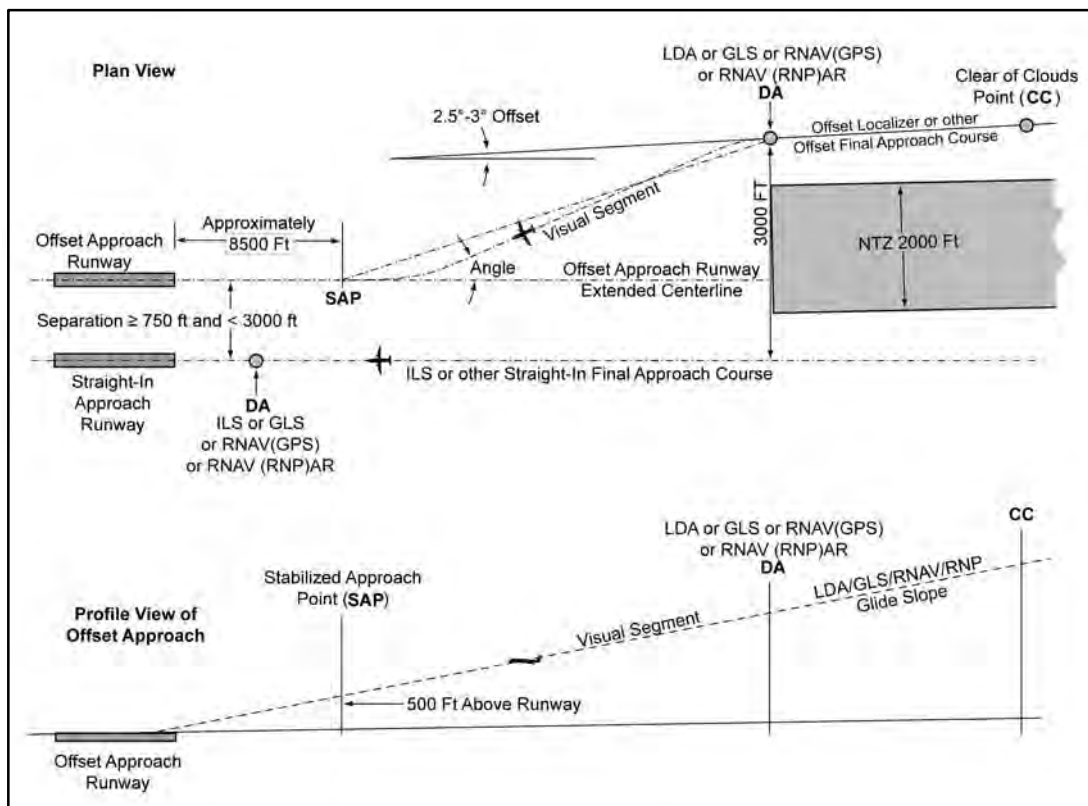 Plan View
LDA or GLS or RNAV(GPS)
or RNAV (RNP)AR
DA
Clear of Clouds
Point (CC)
2.5°-3° Offset
Offset Localizer or other
Offset Final Approach Course
Approximately
8500 Ft
Offset Approach
Runway
Visual Segment
3000 FT
NTZ 2000 Ft
Angle
SAP
Offset Approach Runway
Extended Centerline
Separation ≥ 750 ft and < 3000 ft
Straight-In
Approach
Runway
DA
ILS or GLS
or RNAV(GPS)
or RNAV (RNP)AR
ILS or other Straight-In Final Approach Course
LDA or GLS or RNAV(GPS)
or RNAV (RNP)AR
DA
CC
Stabilized Approach
Point (SAP)
Profile View of
Offset Approach
LDA/GLS/RNAV/RNP
Glide Slope
Visual Segment
500 Ft Above Runway
Offset Approach
Runway